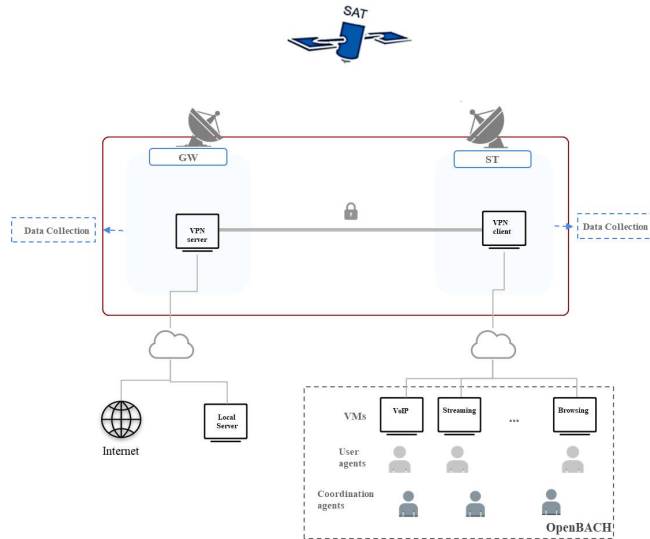 SAT
GW
ST
Data Collection
VPN
server
VPN
client
Data Collection
Internet
Local
Server
VMs
VoIP
Streaming
...
Browsing
User
agents
Coordination
agents
OpenBACH